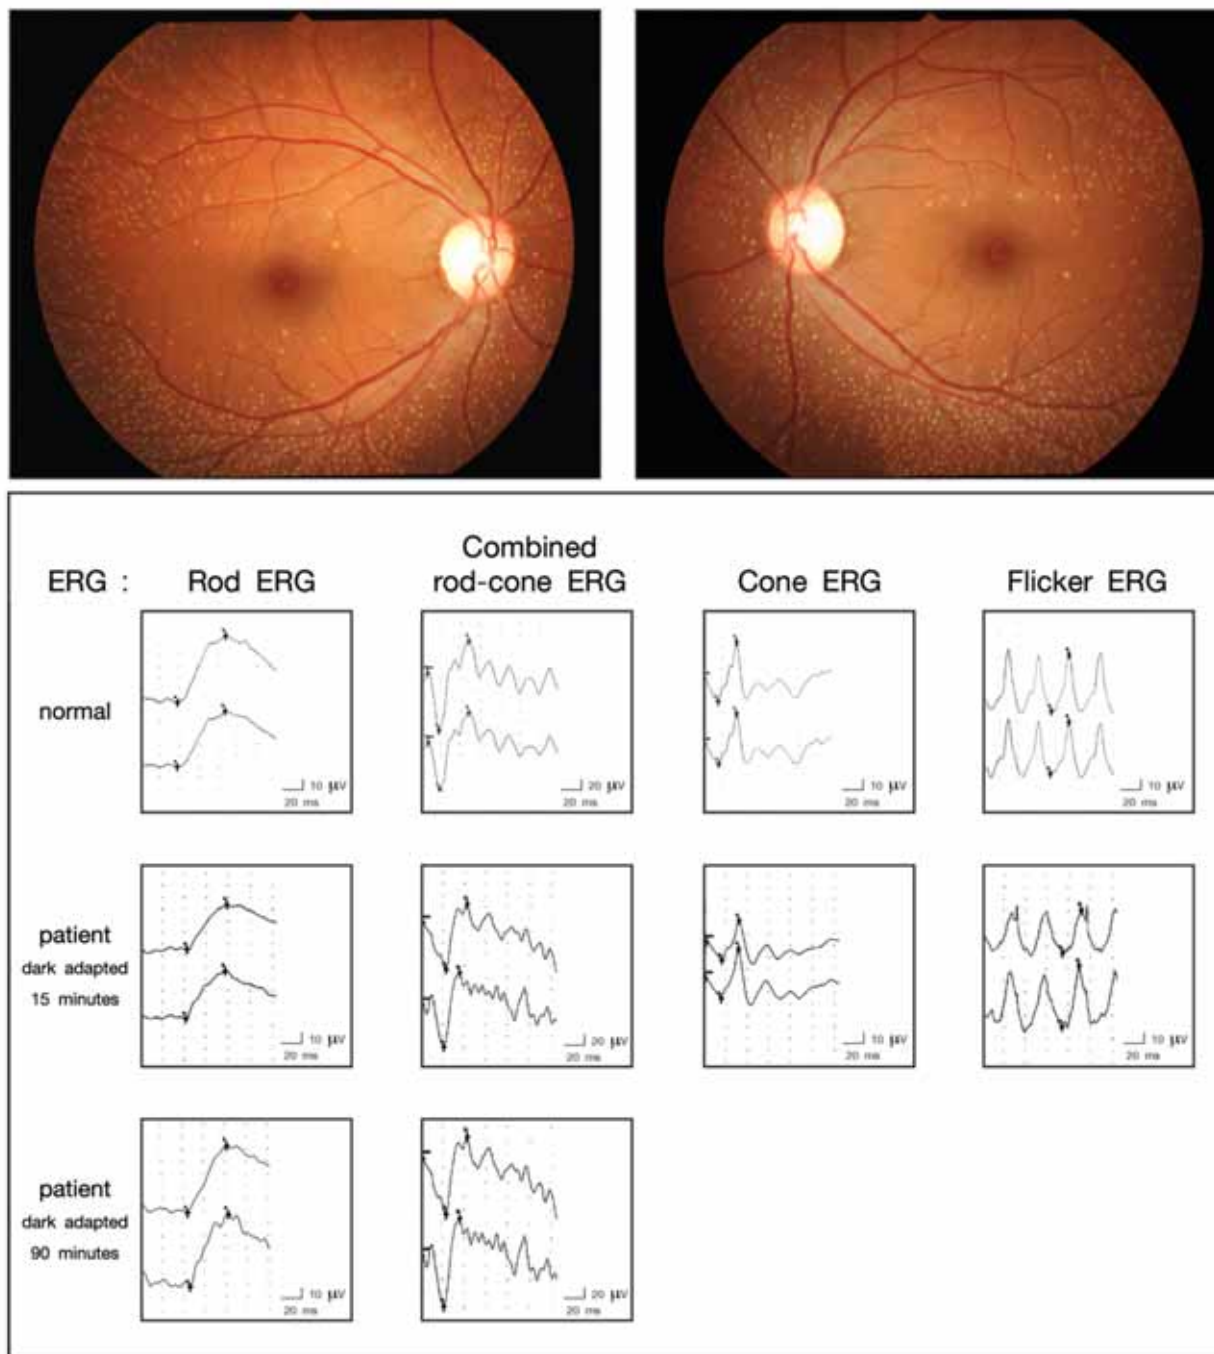 Combined
ERG : Rod ERG rod-cone ERG Cone ERG Flicker ERG
normal
10 µV 20 µV 10 µV 10 µV
20 ms 20 ms 20 ms 20 ms
patient
dark adapted
15 minutes
10 µV 20 µV 10 µV 10 µV
20 ms 20 ms 20 ms 20 ms
patient
dark adapted
90 minutes
10 µV 20 µV
20 ms 20 ms